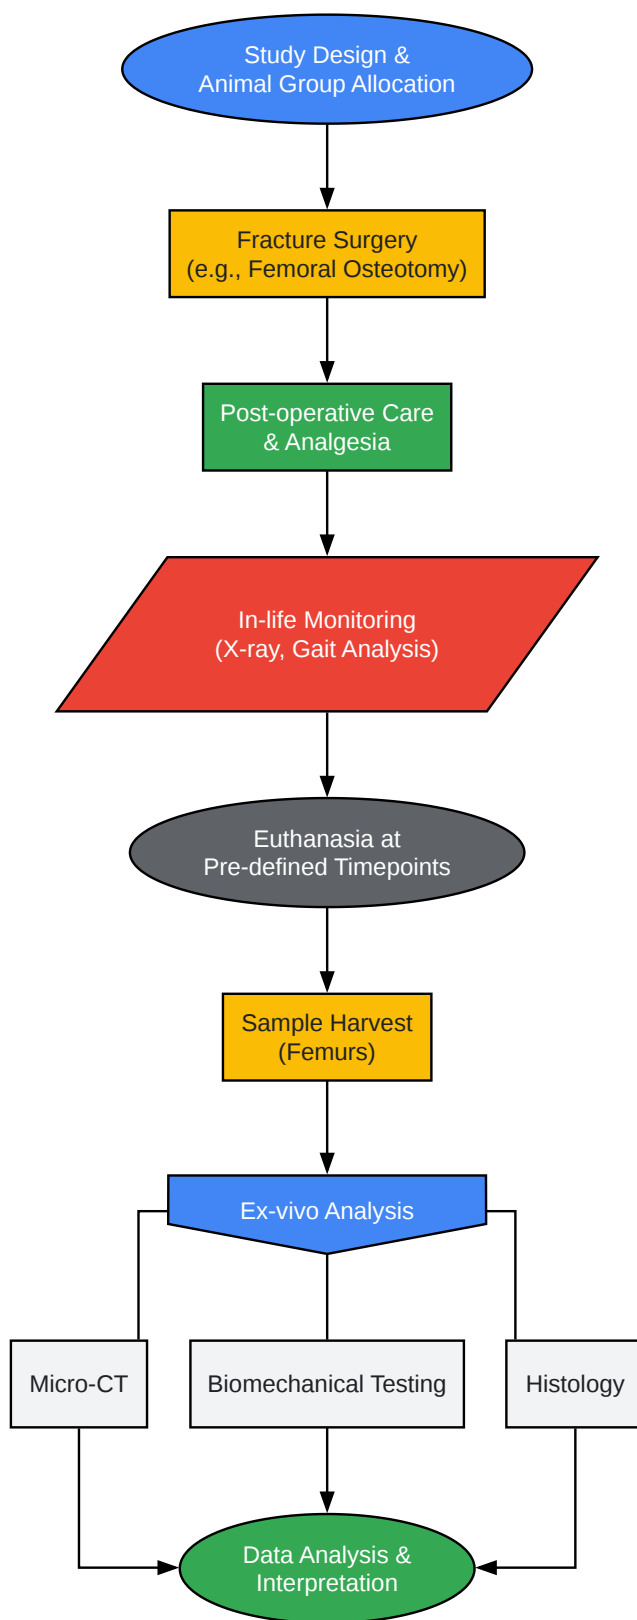 Study Design &
Animal Group Allocation
Fracture Surgery
(e.g., Femoral Osteotomy)
Post-operative Care
& Analgesia
In-life Monitoring
(X-ray, Gait Analysis)
Euthanasia at
Pre-defined Timepoints
Sample Harvest
(Femurs)
Ex-vivo Analysis
Micro-CT
Biomechanical Testing
Histology
Data Analysis &
Interpretation